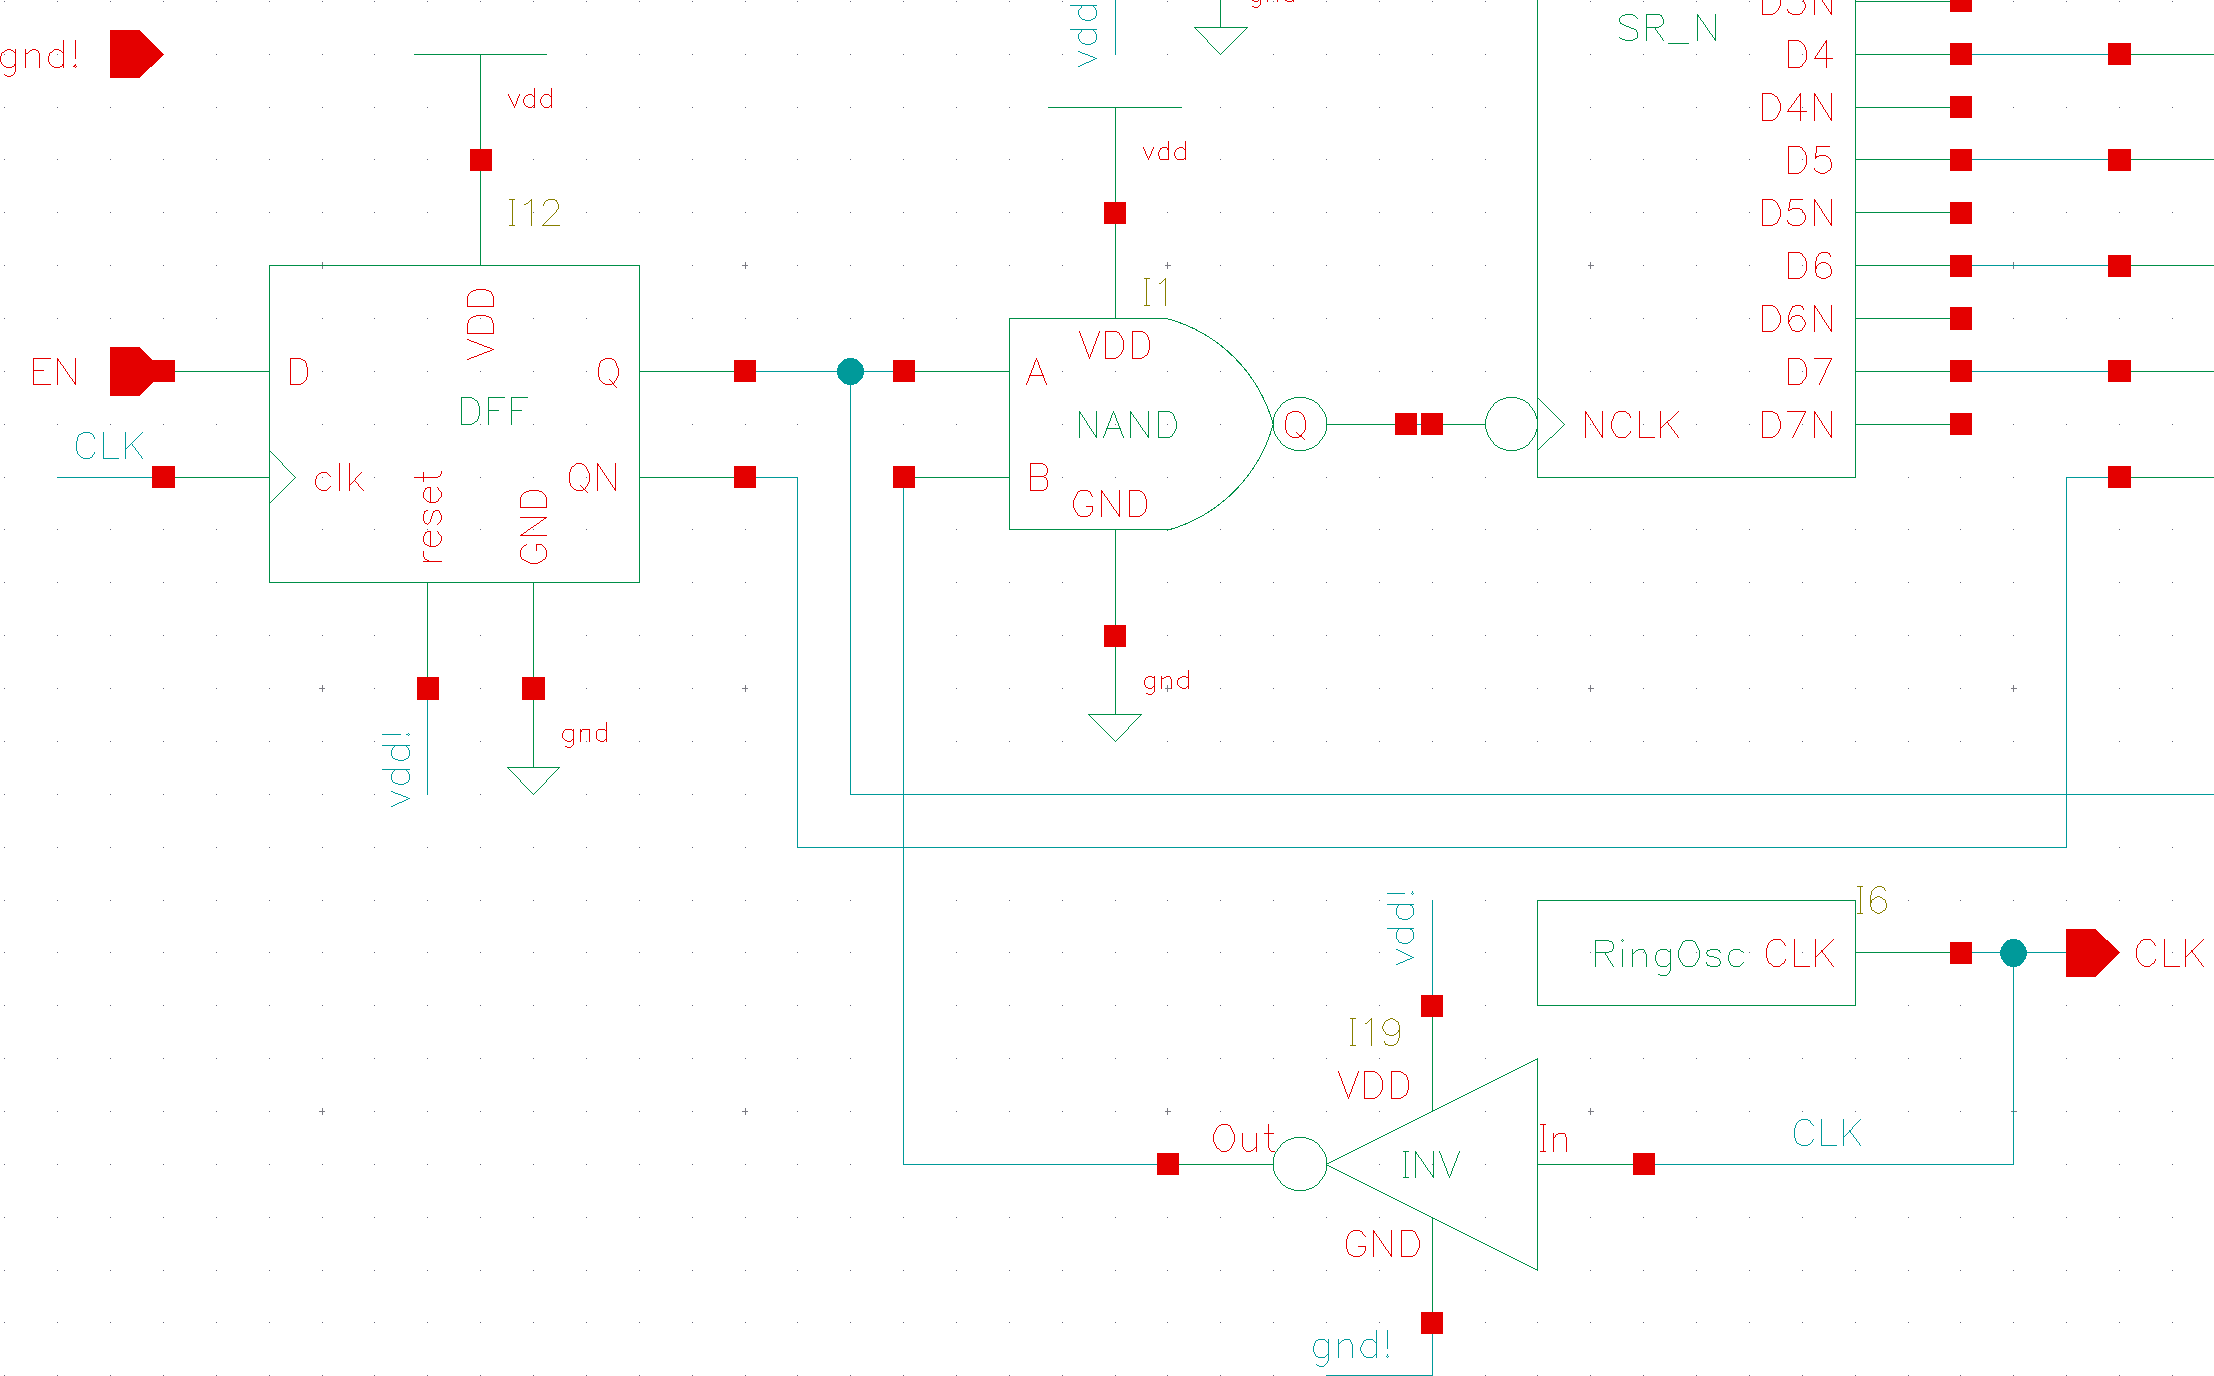 gnd!
vdd
vdd
gnd
SR_N
D3N
D4
D4N
D5
D5N
D6
D6N
D7
D7N
NCLK
vdd
I12
VDD
EN
D
Q
DFF
CLK
clk
QN
reset
GND
vdd!
gnd
vdd
I1
VDD
A
NAND
Q
B
GND
gnd
vdd!
I6
RingOsc CLK
CLK
I19
VDD
Out
INV
In
CLK
GND
gnd!